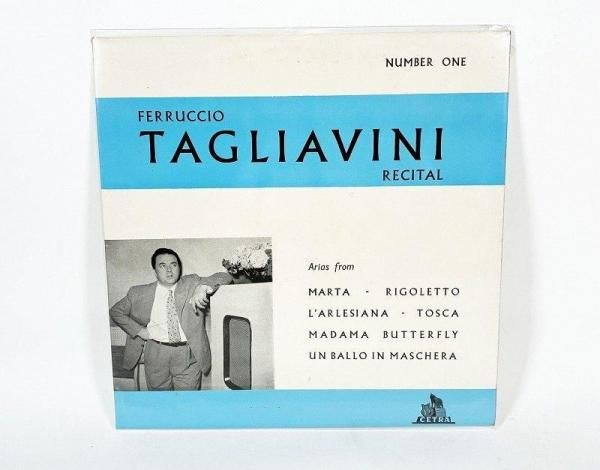 NUMBER ONE
FERRUCCIO
TAGLIAVINI
RECITAL
Arias from
MARTA - RIGOLETTO
L'ARLESIANA - TOSCA
MADAMA BUTTERFLY
UN BALLO IN MASCHERA
CETRA